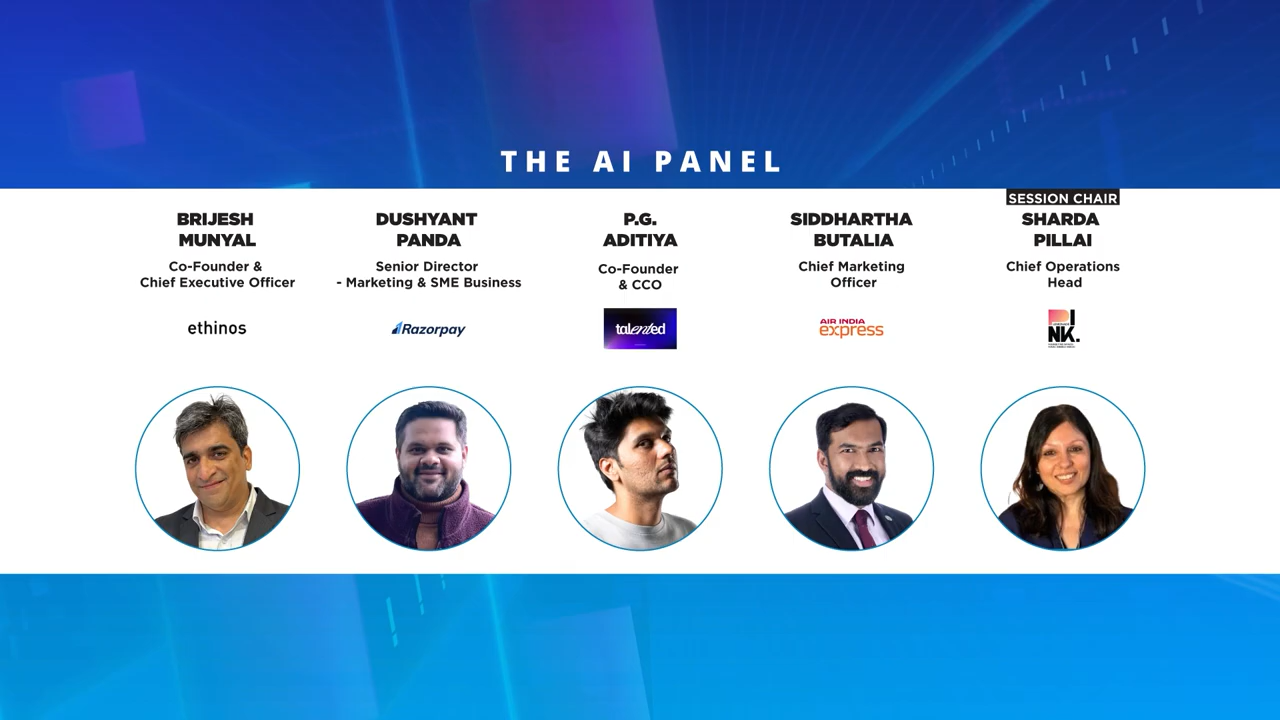 THE AI PANEL
BRIJESH
MUNYAL
Co-Founder &
Chief Executive Officer
ethinos
DUSHYANT
PANDA
Senior Director
- Marketing & SME Business
Razorpay
P.G.
ADITIYA
Co-Founder
& CCO
talented
SIDDHARTHA
BUTALIA
Chief Marketing
Officer
AIR INDIA
express
SESSION CHAIR
SHARDA
PILLAI
Chief Operations
Head
PI
NK.